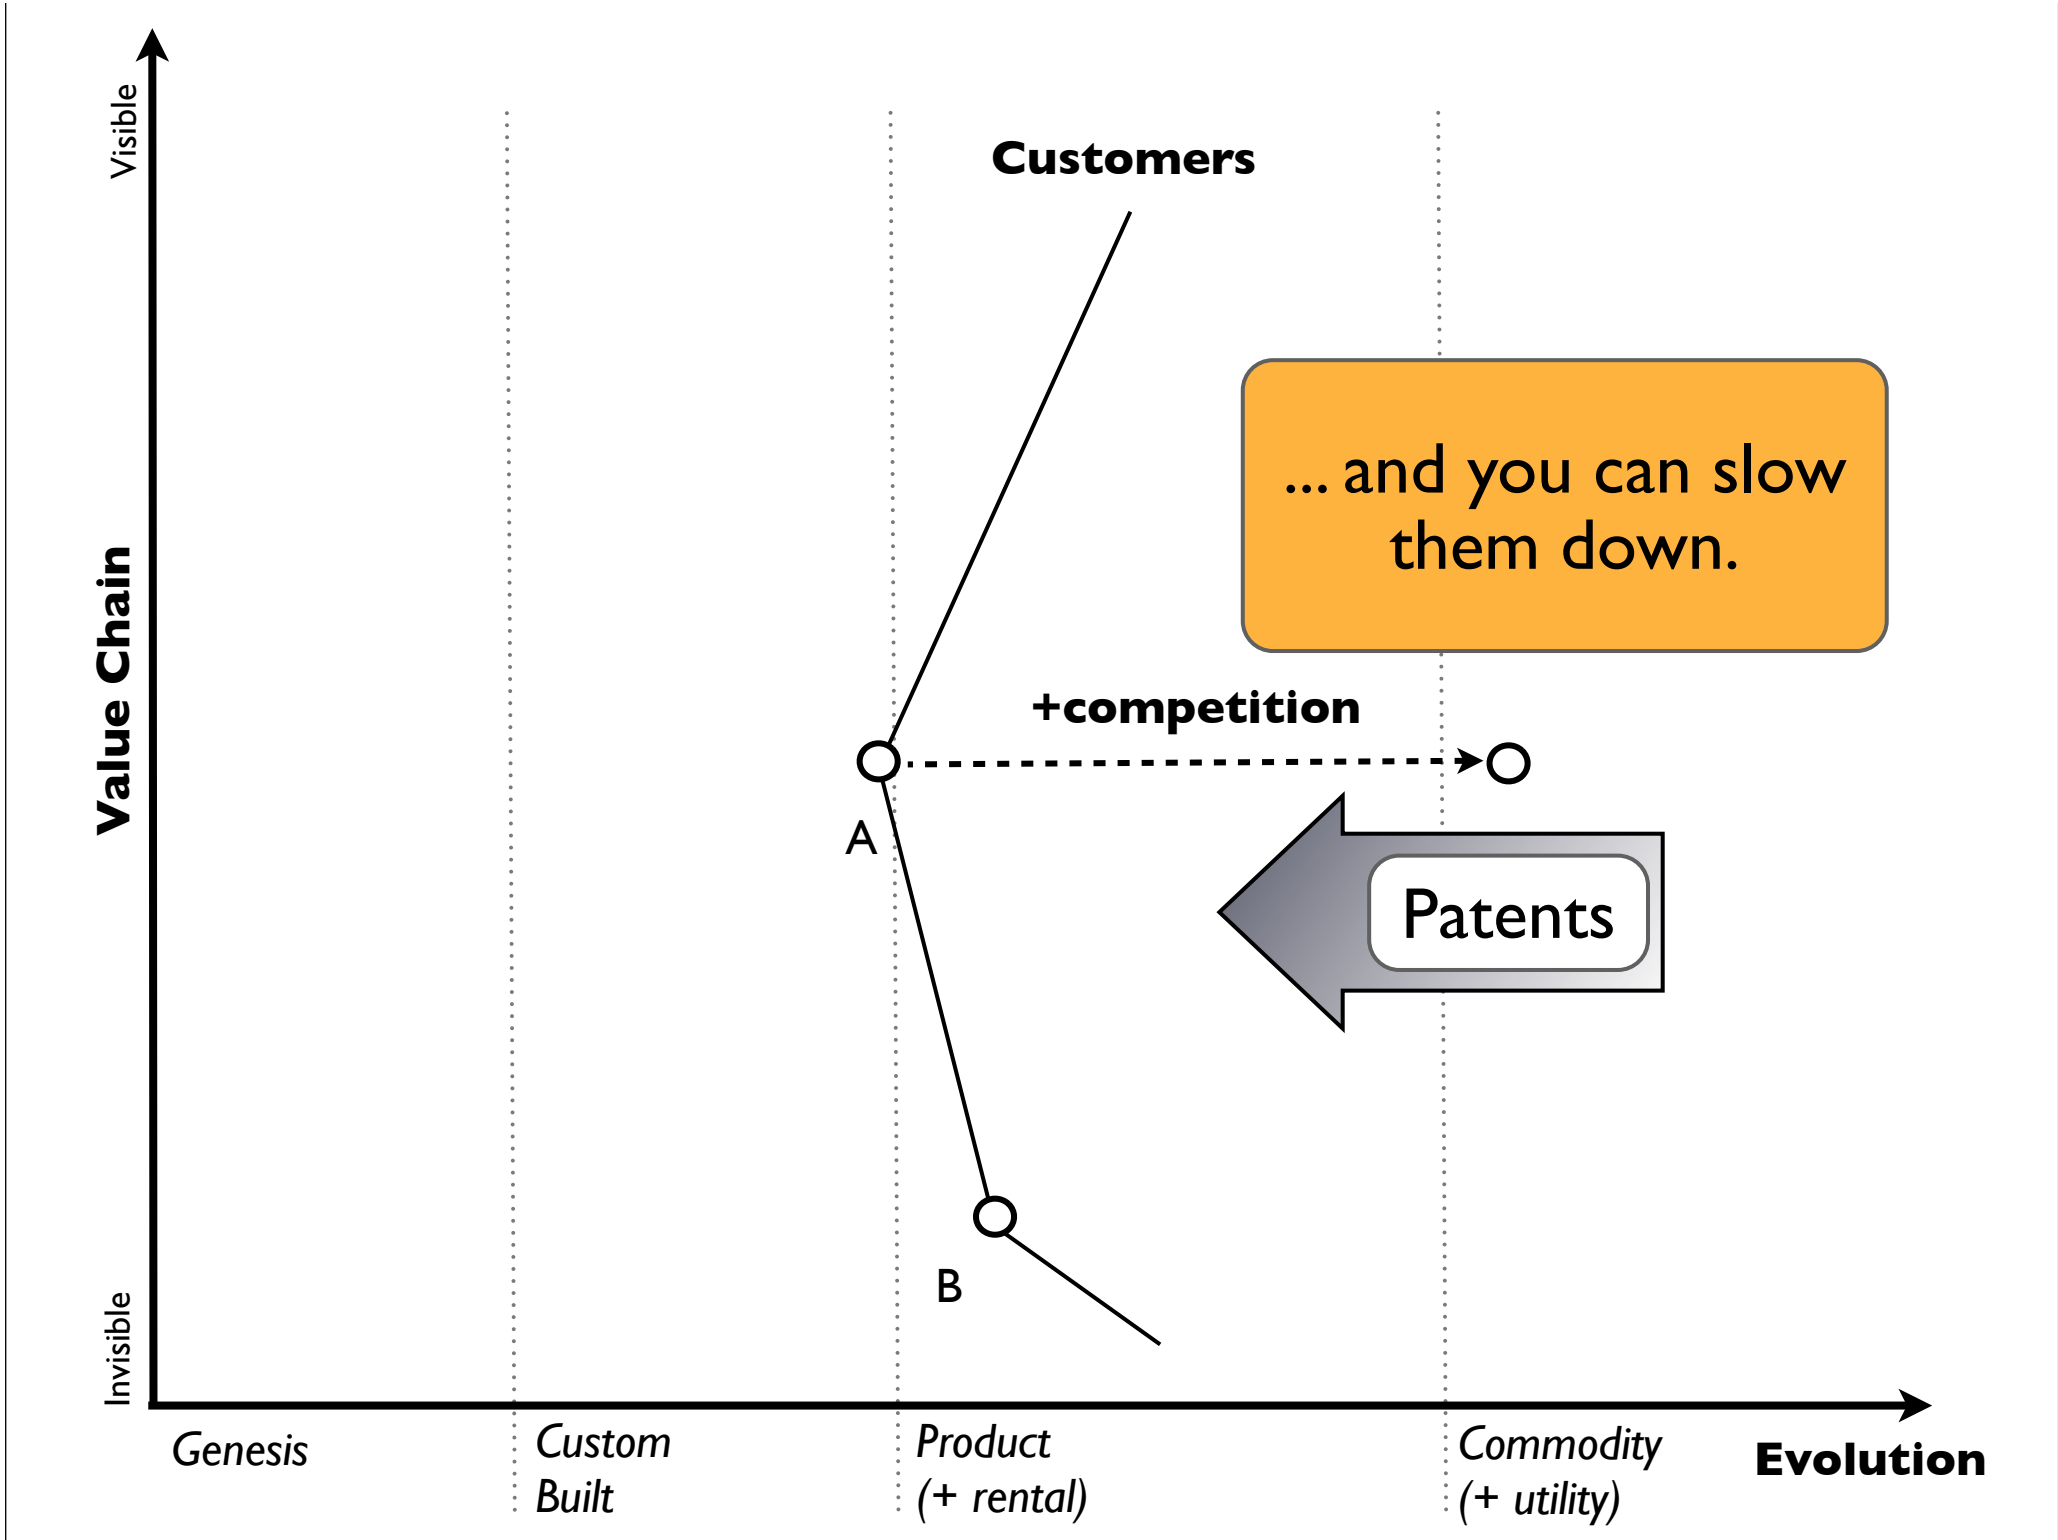 Visible
Customers
... and you can slow
them down.
Value Chain
+competition
A
Patents
B
Invisible
Genesis
Custom
Built
Product
(+ rental)
Commodity
(+ utility)
Evolution